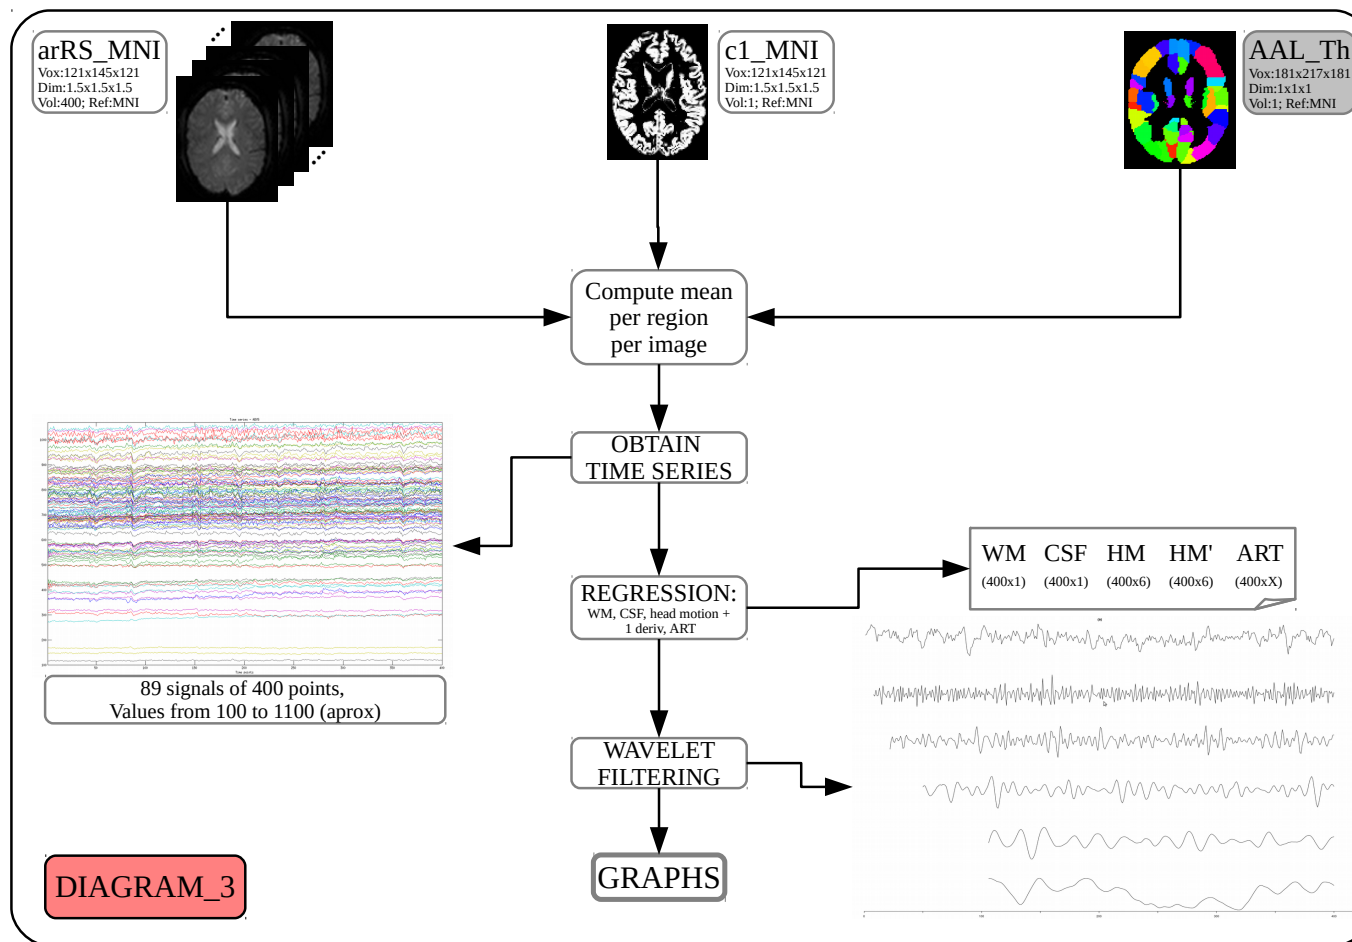 arRS_MNI
Vox:121x145x121
Dim:1.5x1.5x1.5
Vol:400; Ref:MNI
c1_MNI
Vox:121x145x121
Dim:1.5x1.5x1.5
Vol:1; Ref:MNI
AAL_Th
Vox:181x217x181
Dim:1x1x1
Vol:1; Ref:MNI
Compute mean
per region
per image
OBTAIN
TIME SERIES
89 signals of 400 points,
Values from 100 to 1100 (aprox)
REGRESSION:
WM, CSF, head motion +
1 deriv, ART
WM CSF HM HM' ART
(400x1) (400x1) (400x6) (400x6) (400xX)
WAVELET
FILTERING
GRAPHS
DIAGRAM_3